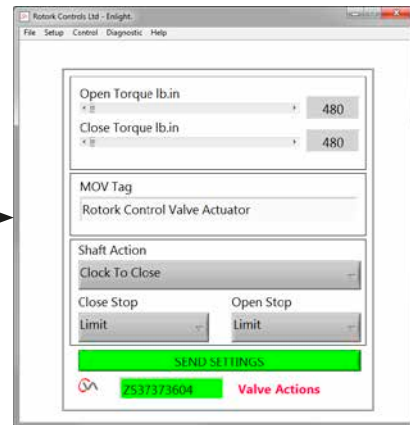 Rotork Controls Ltd - Enlight.
File Setup Control Diagnostic Help
Open Torque lb.in
480
Close Torque lb.in
480
MOV Tag
Rotork Control Valve Actuator
Shaft Action
Clock To Close
Close Stop Open Stop
Limit Limit
SEND SETTINGS
Z537373604 Valve Actions